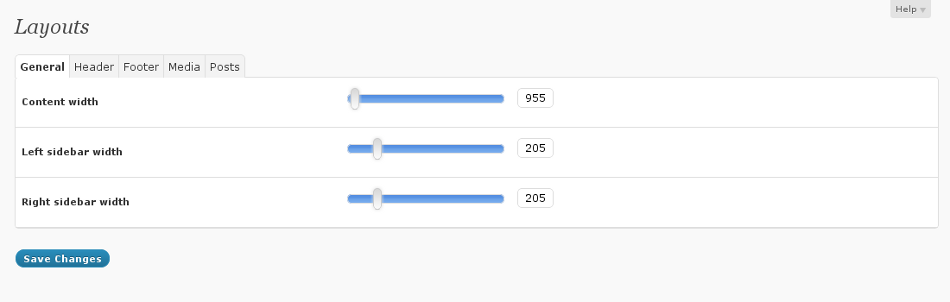 Help
Layouts
General Header Footer Media Posts
Content width 955
Left sidebar width 205
Right sidebar width 205
Save Changes